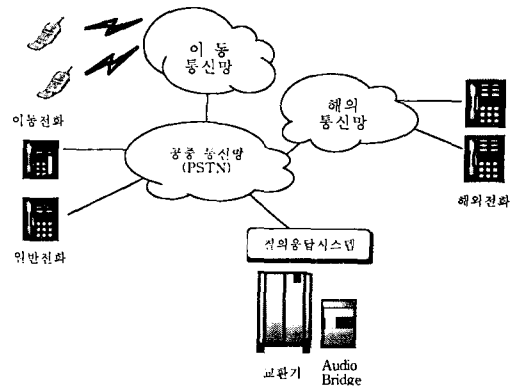 이 동
통신망
해외
통신망
이동전화
공중 통신망
(PSTN)
해외전화
일반전화
질의응답시스템
교환기
Audio
Bridge